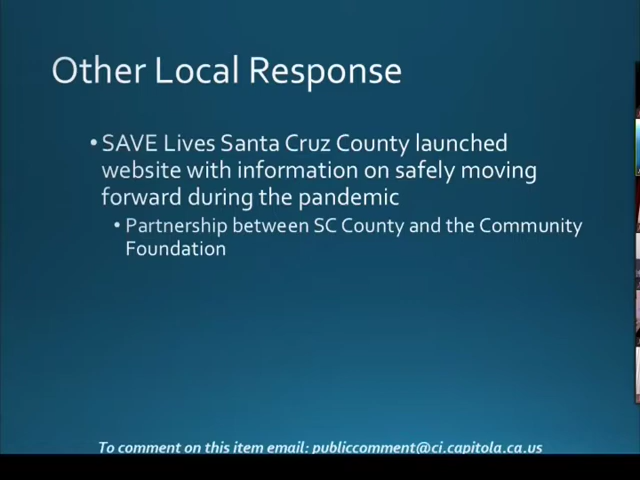 Other Local Response
• SAVE Lives Santa Cruz County launched
website with information on safely moving
forward during the pandemic
• Partnership between SC County and the Community
Foundation
To comment on this item email: publiccomment@ci.capitola.ca.us